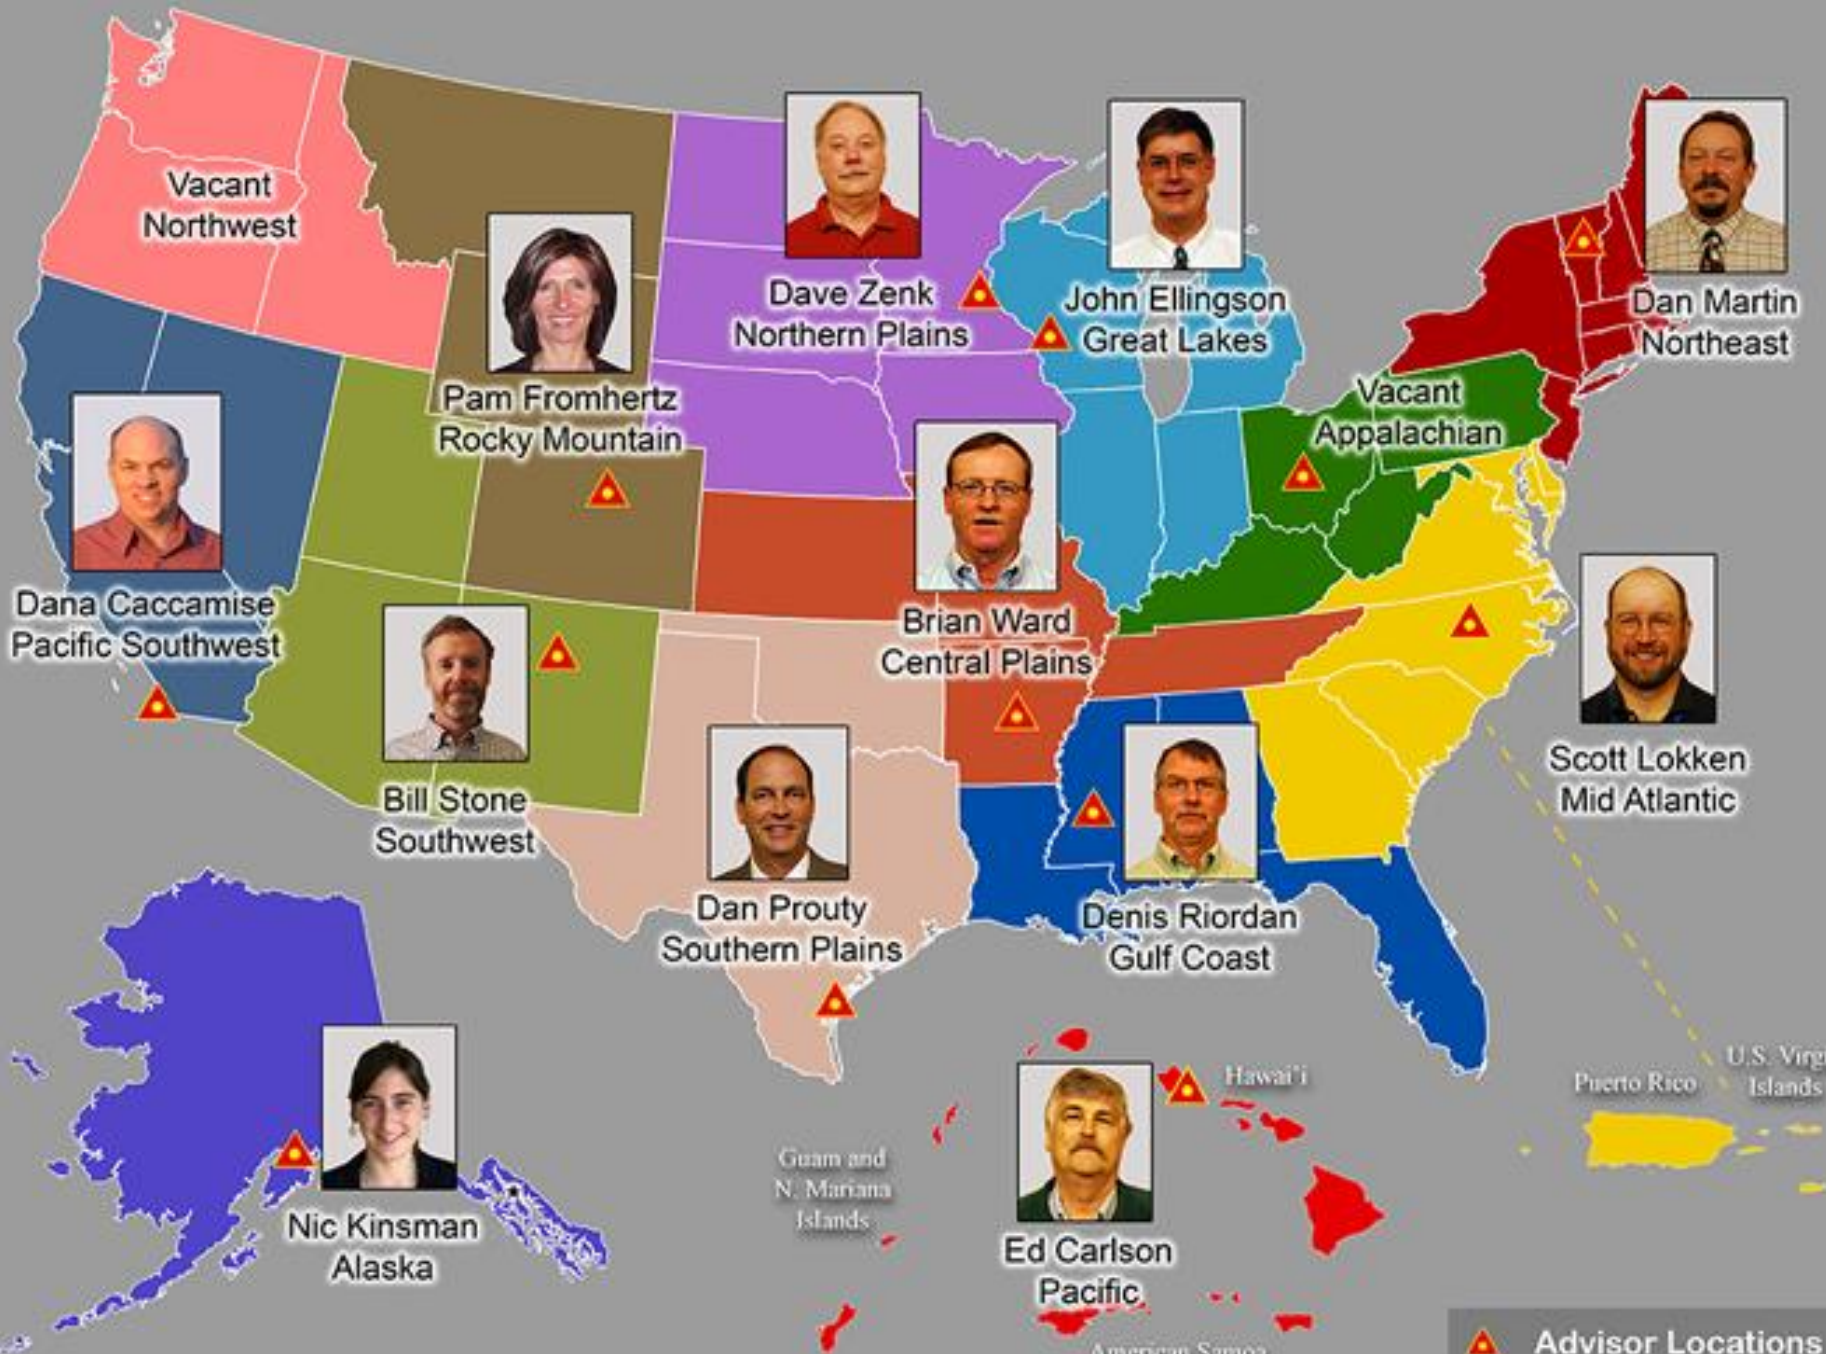 Vacant
Northwest
Pam Fromhertz
Rocky Mountain
Dave Zenk
Northern Plains
John Ellingson
Great Lakes
Dan Martin
Northeast
Vacant
Appalachian
Dana Caccamise
Pacific Southwest
Bill Stone
Southwest
Brian Ward
Central Plains
Scott Lokken
Mid Atlantic
Dan Prouty
Southern Plains
Denis Riordan
Gulf Coast
Nic Kinsman
Alaska
Guam and
N. Mariana
Islands
Hawai'i
Ed Carlson
Pacific
American Samoa
Puerto Rico
U.S.
Islands
Advisor Locations